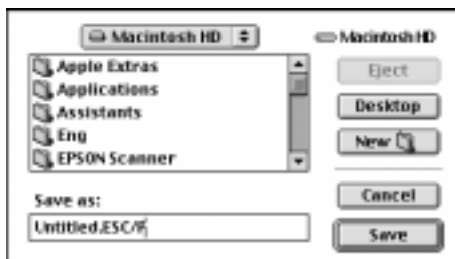 Macintosh HD
Macintosh HD
Apple Extras
Applications
Assistants
Eng
EPSON Scanner
Eject
Desktop
New
Cancel
Save as:
Untitled.ESC/P
Save